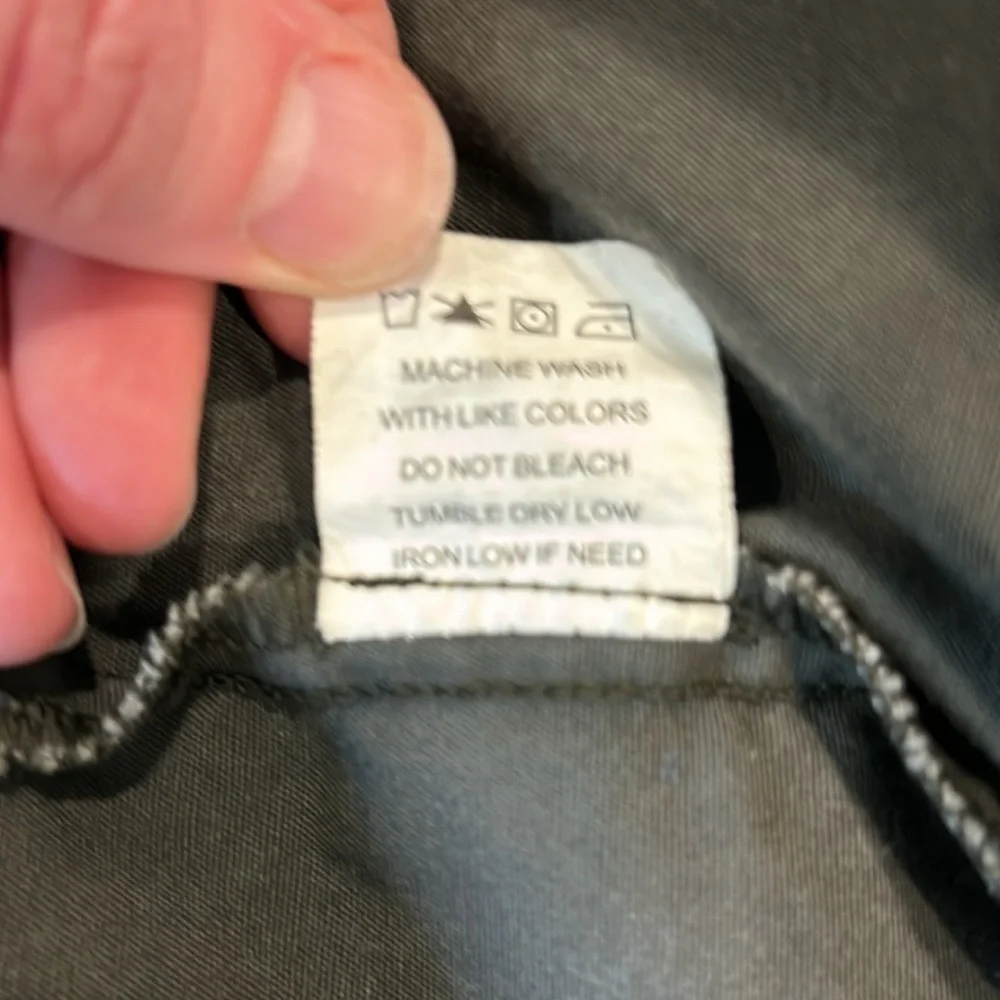 MACHINE WASH
WITH LIKE COLORS
DO NOT BLEACH
TUMBLE DRY LOW
IRON LOW IF NEED